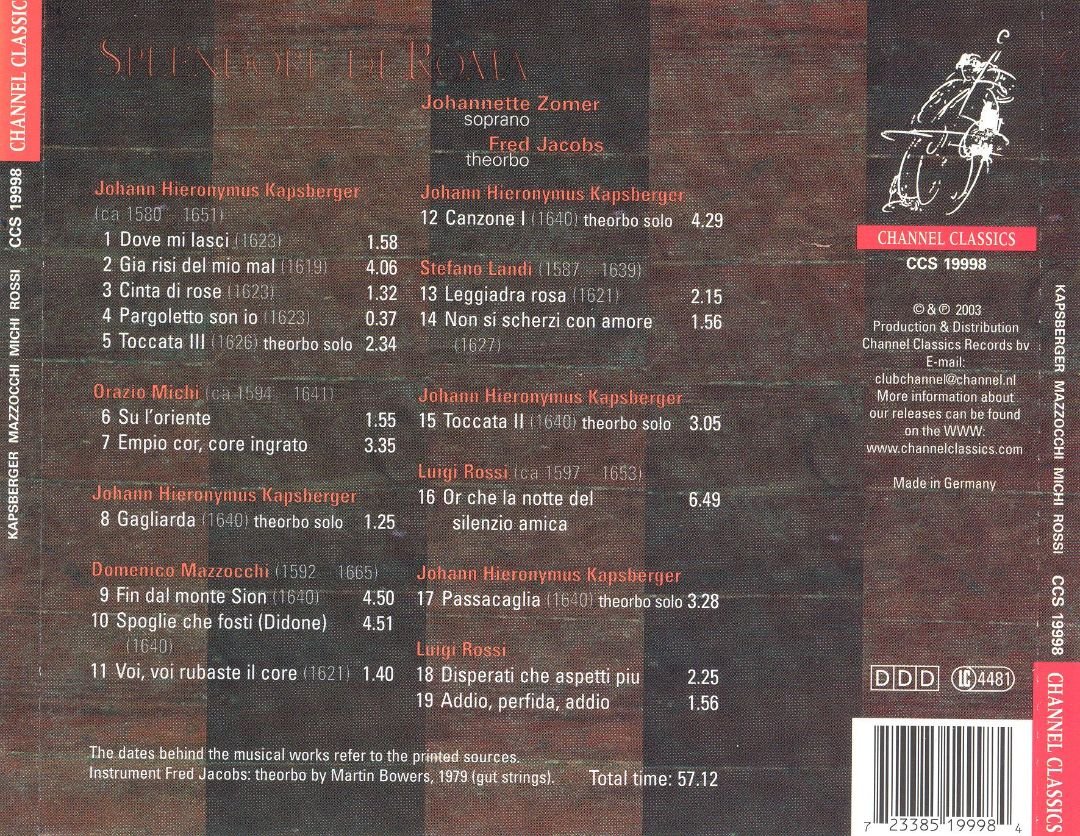 SPLENDORE DI ROMA
Johannette Zomer
soprano
Fred Jacobs
theorbo
Johann Hieronymus Kapsberger
(ca 1580 1651)
1 Dove mi lasci (1623) 1.58
2 Gia risi del mio mal (1619) 4.06
3 Cinta di rose (1623) 1.32
4 Pargoletto son io (1623) 0.37
5 Toccata III (1626) theorbo solo 2.34
Orazio Michi (ca 1594 1641)
6 Su l'oriente 1.55
7 Empio cor, core ingrato 3.35
Johann Hieronymus Kapsberger
8 Gagliarda (1640) theorbo solo 1.25
Domenico Mazzocchi (1592 1665)
9 Fin dal monte Sion (1640) 4.50
10 Spoglie che fosti (Didone) 4.51
(1640)
11 Voi, voi rubaste il core (1621) 1.40
Johann Hieronymus Kapsberger
12 Canzone I (1640) theorbo solo 4.29
Stefano Landi (1587 1639)
13 Leggiadra rosa (1621) 2.15
14 Non si scherzi con amore 1.56
(1627)
Johann Hieronymus Kapsberger
15 Toccata II (1640) theorbo solo 3.05
Luigi Rossi (ca 1597 1653)
16 Or che la notte del 6.49
silenzio amica
Johann Hieronymus Kapsberger
17 Passacaglia (1640) theorbo solo 3.28
Luigi Rossi
18 Disperati che aspetti piu 2.25
19 Addio, perfida, addio 1.56
The dates behind the musical works refer to the printed sources.
Instrument Fred Jacobs: theorbo by Martin Bowers, 1979 (gut strings). Total time: 57.12
CHANNEL CLASSICS
CCS 19998
© & ℗ 2003
Production & Distribution
Channel Classics Records bv
E-mail:
clubchannel@channel.nl
More information about
our releases can be found
on the WWW:
www.channelclassics.com
Made in Germany
DDD LC 4481
7 23385 19998 4
CHANNEL CLASSICS CCS 19998 KAPSBERGER MAZZOCCHI MICHI ROSSI
KAPSBERGER MAZZOCCHI MICHI ROSSI CCS 19998 CHANNEL CLASSICS